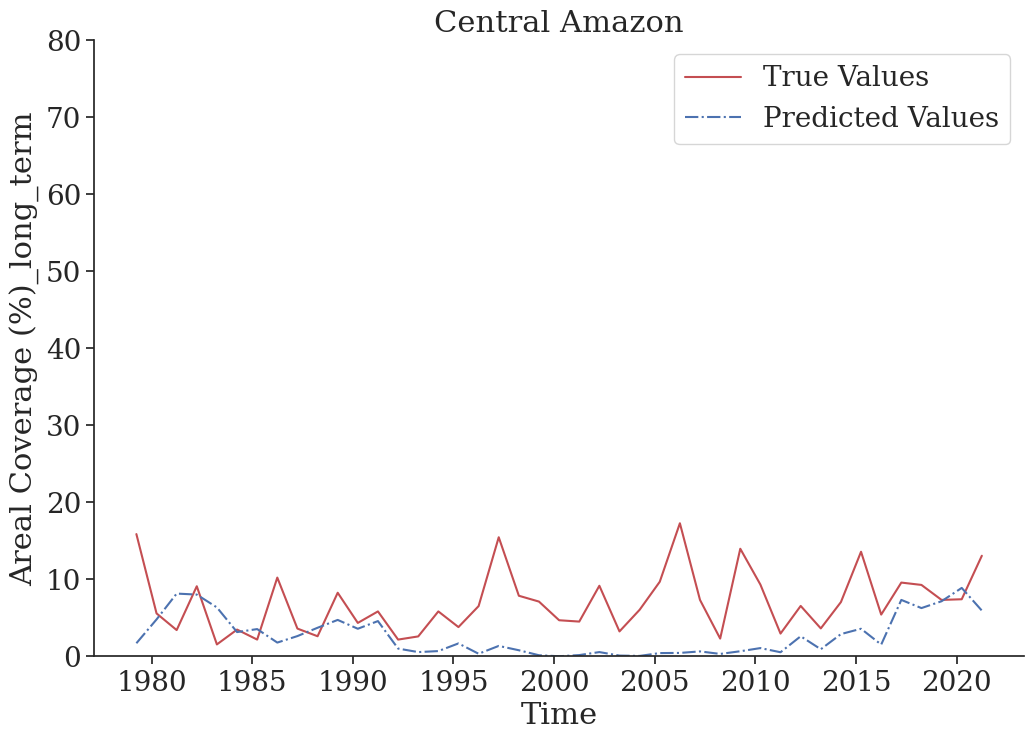 Central Amazon
True Values
Predicted Values
Areal Coverage (%)_long_term
80
70
60
50
40
30
20
10
0
1980 1985 1990 1995 2000 2005 2010 2015 2020
Time